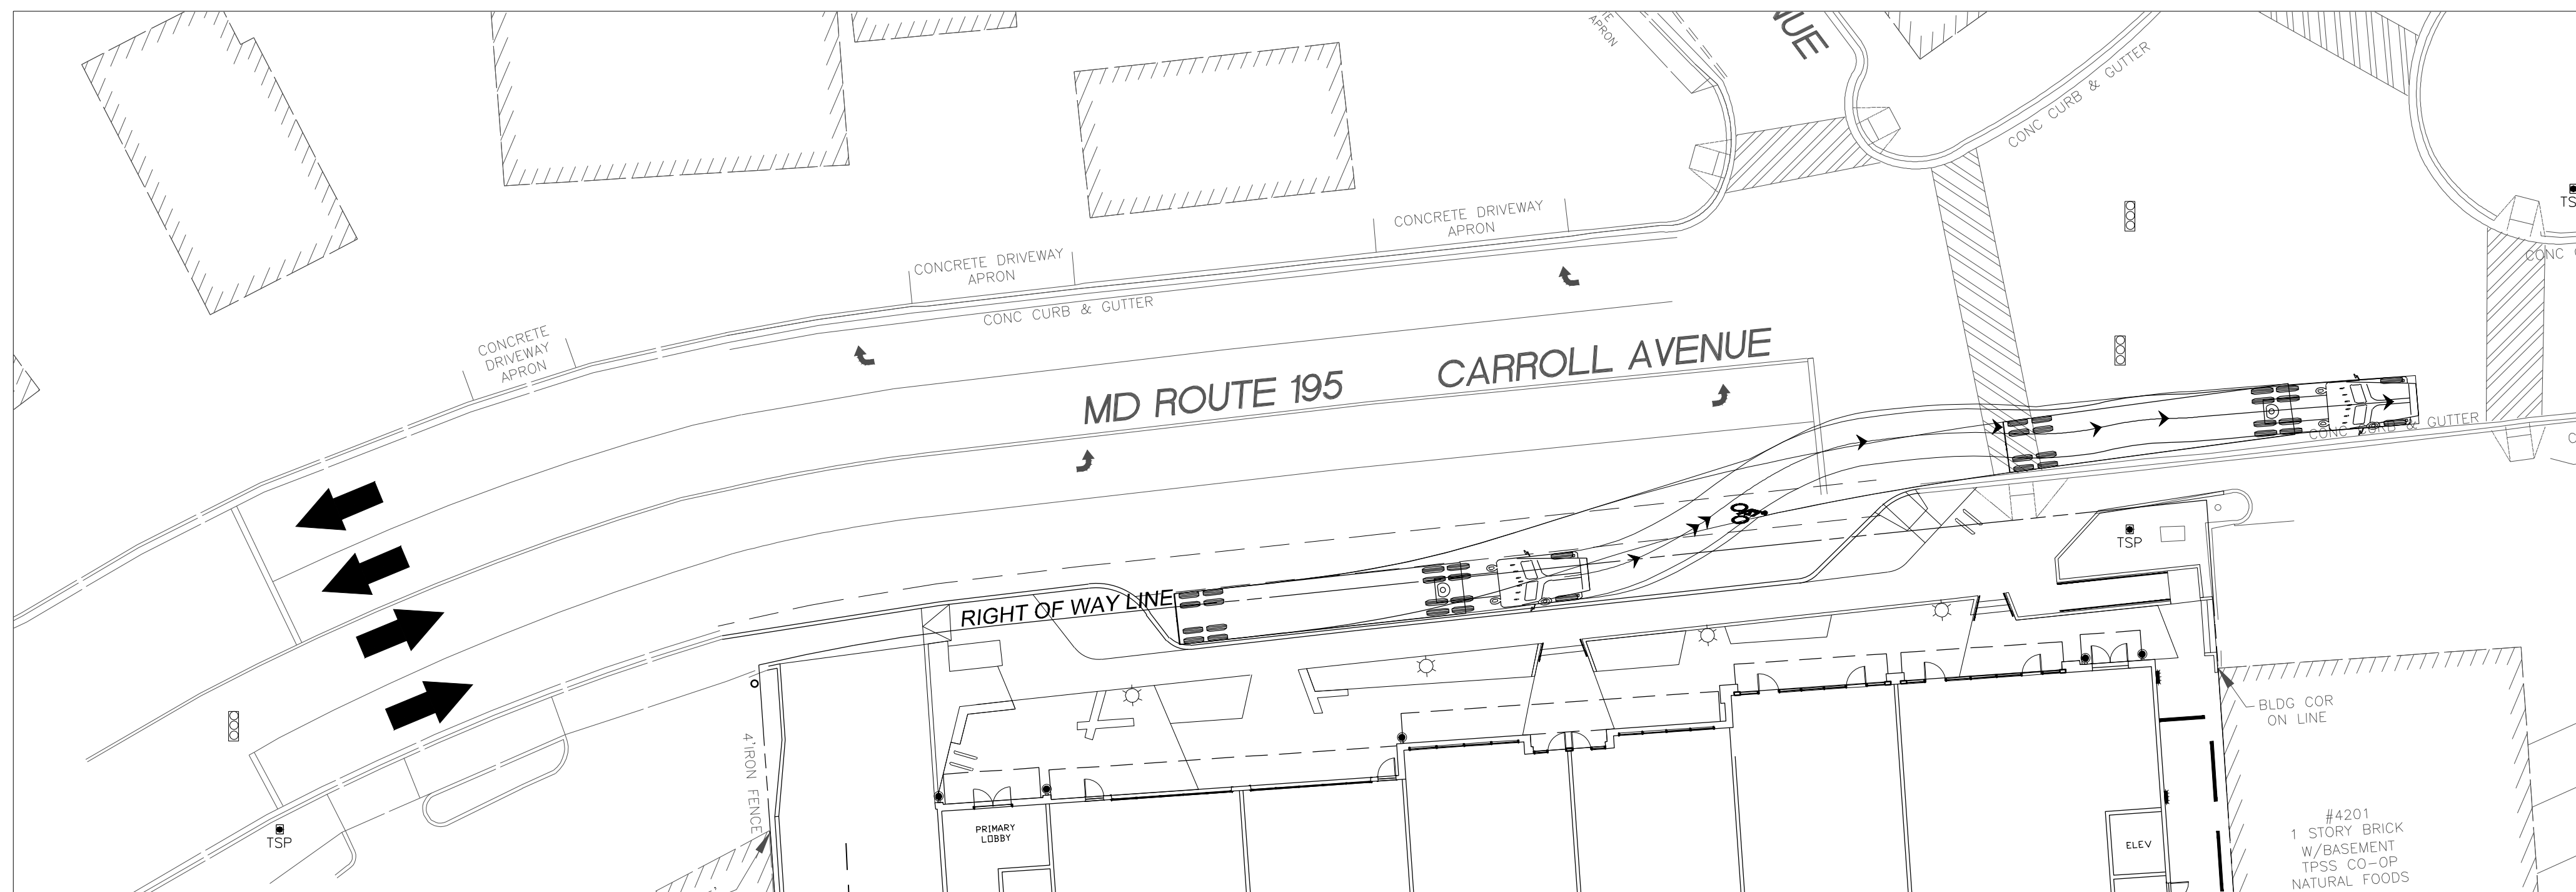 APRON
NUE
CONC CURB & GUTTER
CONCRETE DRIVEWAY
APRON
CONCRETE DRIVEWAY
APRON
CONC CURB & GUTTER
CONCRETE
DRIVEWAY
APRON
MD ROUTE 195
CARROLL AVENUE
CONC CURB & GUTTER
RIGHT OF WAY LINE
TSP
4'IRON FENCE
BLDG COR
ON LINE
PRIMARY
LOBBY
ELEV
TSP
#4201
1 STORY BRICK
W/BASEMENT
TPSS CO-OP
NATURAL FOODS